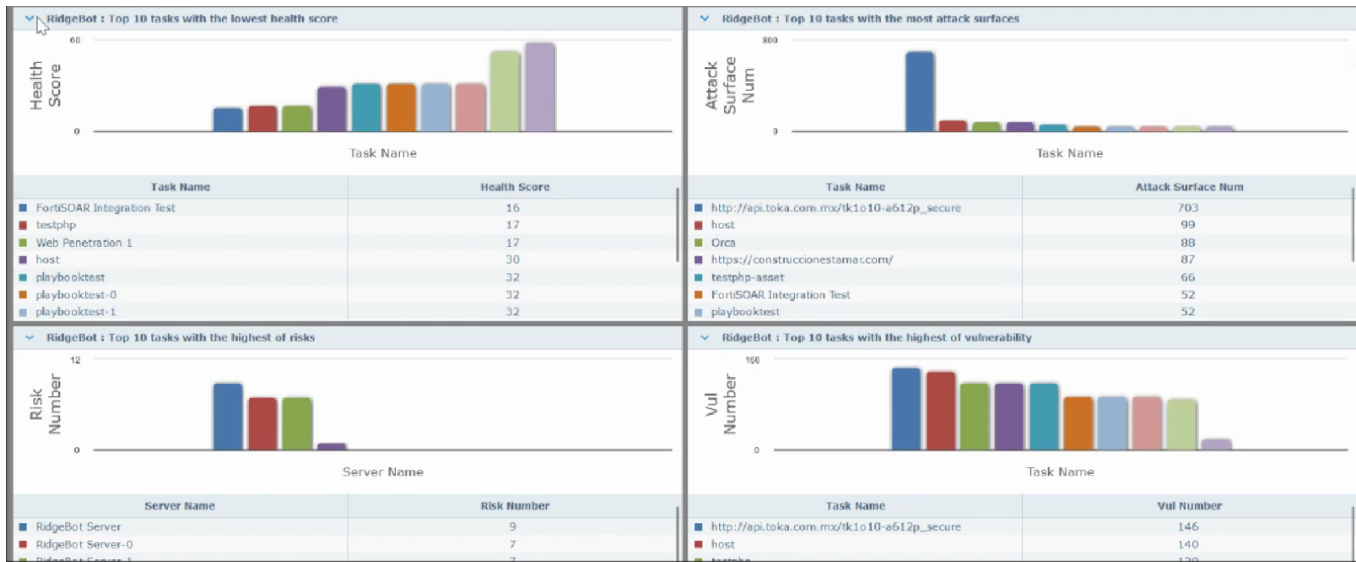 RidgeBot : Top 10 tasks with the lowest health score
60
Health
Score
0
Task Name
Task Name Health Score
FortiSOAR Integration Test 16
testphp 17
Web Penetration 1 17
host 30
playbooktest 32
playbooktest-0 32
playbooktest-1 32
RidgeBot : Top 10 tasks with the most attack surfaces
800
Attack
Surface
Num
0
Task Name
Task Name Attack Surface Num
http://api.toka.com.mx/tk1o10-a612p_secure 703
host 99
Orca 88
https://construccionestamar.com/ 87
testphp-asset 66
FortiSOAR Integration Test 52
playbooktest 52
RidgeBot : Top 10 tasks with the highest of risks
12
Risk
Number
0
Server Name
Server Name Risk Number
RidgeBot Server 9
RidgeBot Server-0 7
RidgeBot Server-1 7
RidgeBot : Top 10 tasks with the highest of vulnerability
160
Vul
Number
0
Task Name
Task Name Vul Number
http://api.toka.com.mx/tk1o10-a612p_secure 146
host 140
testphp